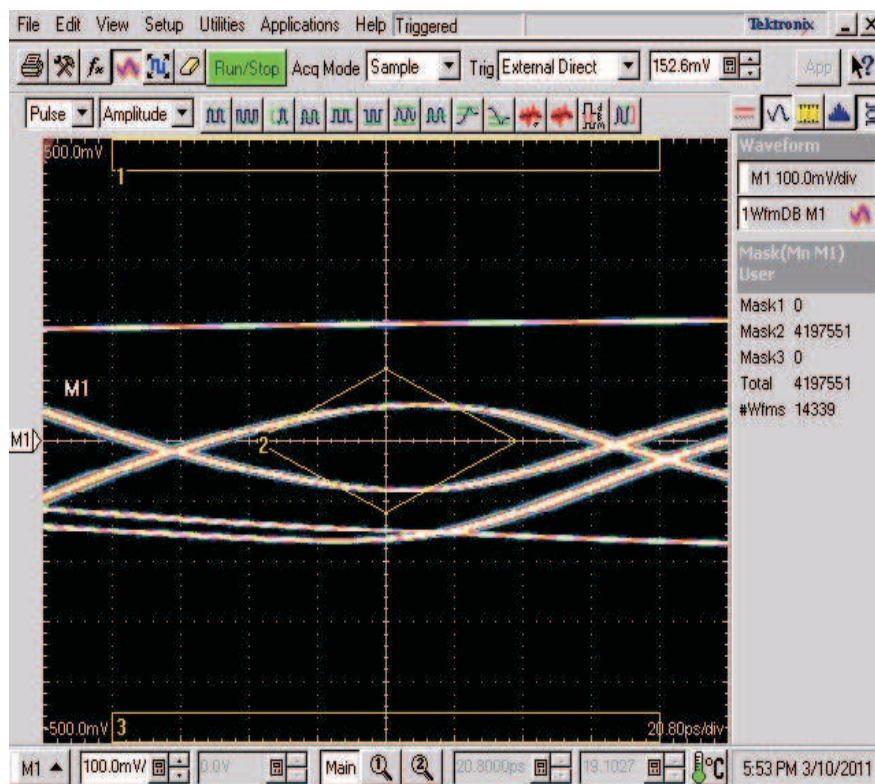 File Edit View Setup Utilities Applications Help Triggered Tektronix
Run/Stop Acq Mode Sample Trig External Direct 152.6mV App
Pulse Amplitude
500.0mV
1
Waveform
M1 100.0mV/div
1WfmDB M1
Mask(Mn M1)
User
Mask1 0
Mask2 4197551
Mask3 0
Total 4197551
#Wfms 14339
M1
M1
2
-500.0mV 3 20.80ps/div
M1 100.0mV/ 0.0V Main 1 2 20.8000ps 19.1027 °C 5:53 PM 3/10/2011